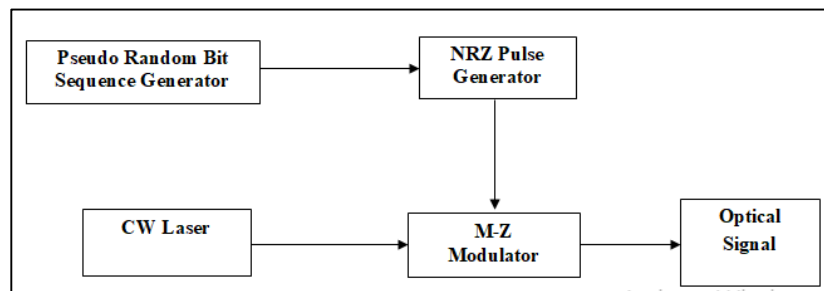 Pseudo Random Bit
Sequence Generator
NRZ Pulse
Generator
CW Laser
M-Z
Modulator
Optical
Signal